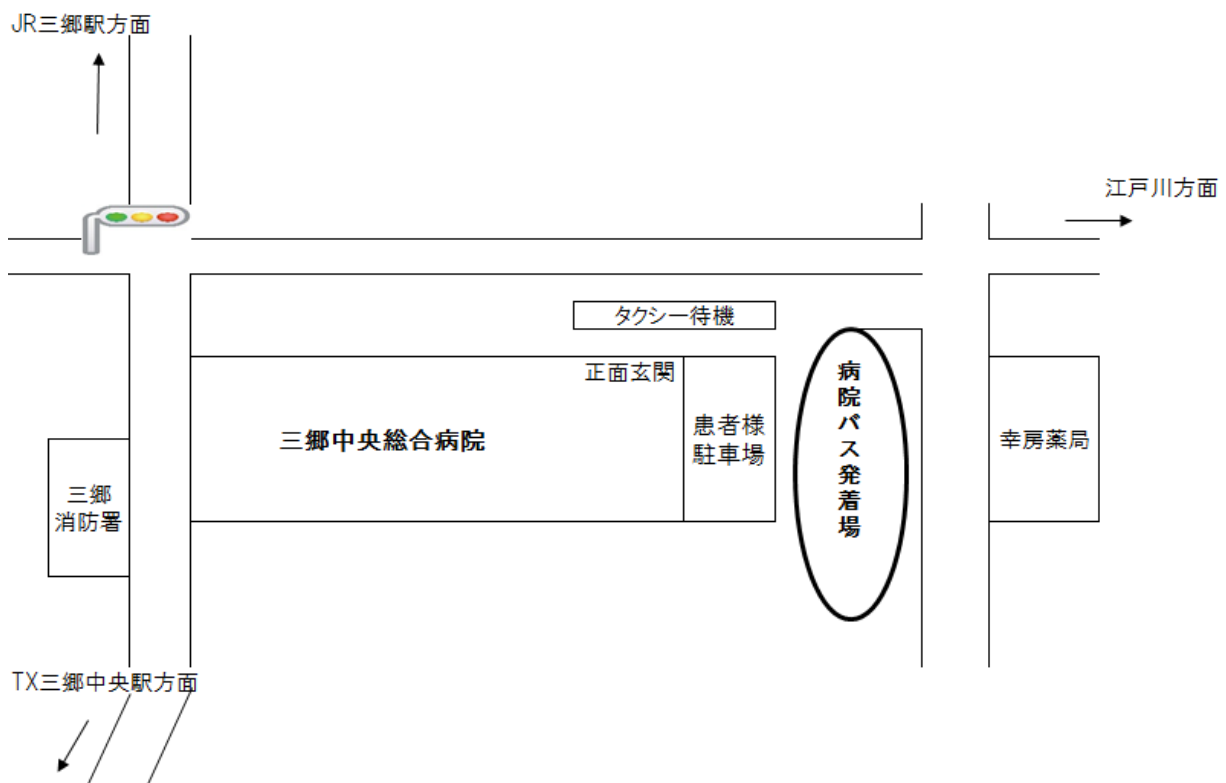 JR三郷駅方面
江戸川方面
タクシー待機
正面玄関
三郷中央総合病院
患者様
駐車場
病院バス発着場
幸房薬局
三郷
消防署
TX三郷中央駅方面